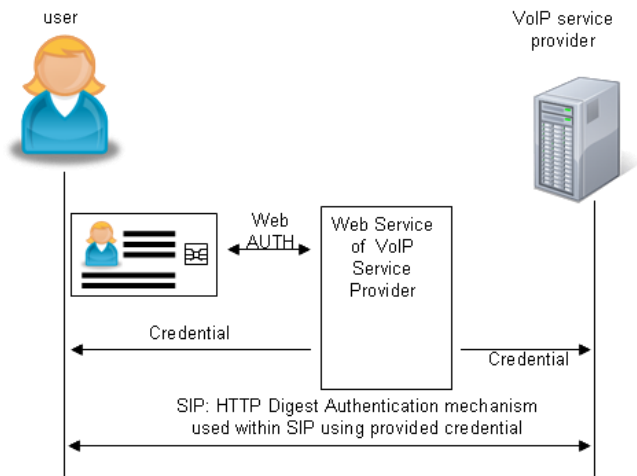 user
VoIP service
provider
Web
AUTH
Web Service
of VoIP
Service
Provider
Credential
Credential
SIP: HTTP Digest Authentication mechanism
used within SIP using provided credential